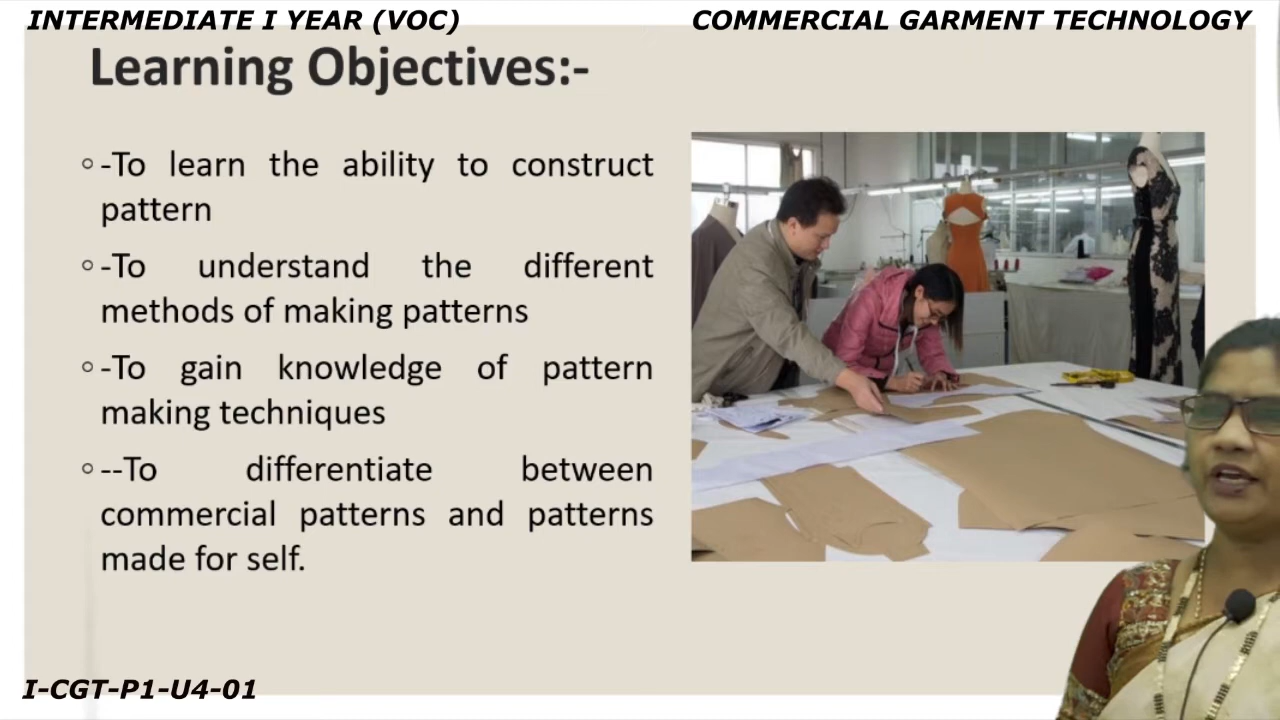 INTERMEDIATE I YEAR (VOC)
COMMERCIAL GARMENT TECHNOLOGY
Learning Objectives:-
◦ -To learn the ability to construct
pattern
◦ -To understand the different
methods of making patterns
◦ -To gain knowledge of pattern
making techniques
◦ --To differentiate between
commercial patterns and patterns
made for self.
I-CGT-P1-U4-01